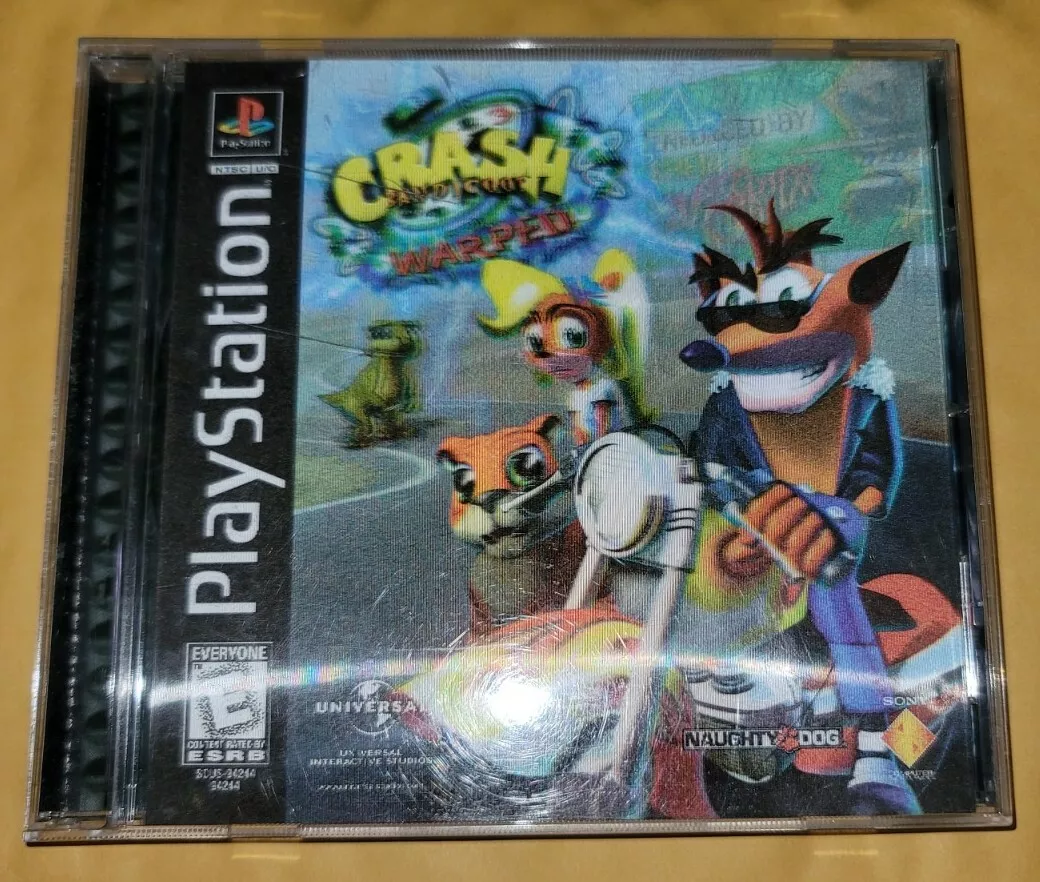 PlayStation
NTSC U/C
PlayStation
CRASH
BANDICOOT
WARPED
EVERYONE
E
CONTENT RATED BY
ESRB
SCUS-94244
94244
UNIVERSAL
UNIVERSAL
INTERACTIVE STUDIOS
NAUGHTY DOG
SONY